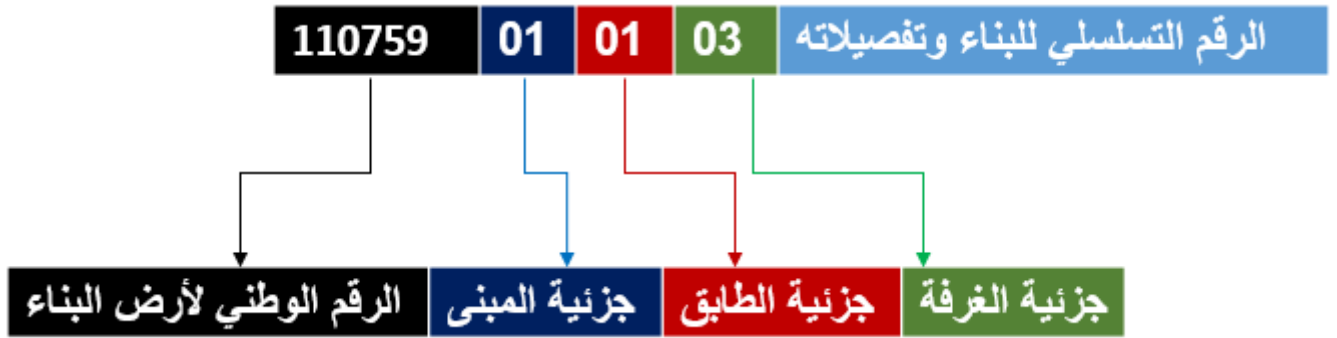 الرقم التسلسلي للبناء وتفصيلاته 03 01 01 110759
جزئية الغرفة جزئية الطابق جزئية المبنى الرقم الوطني لأرض البناء